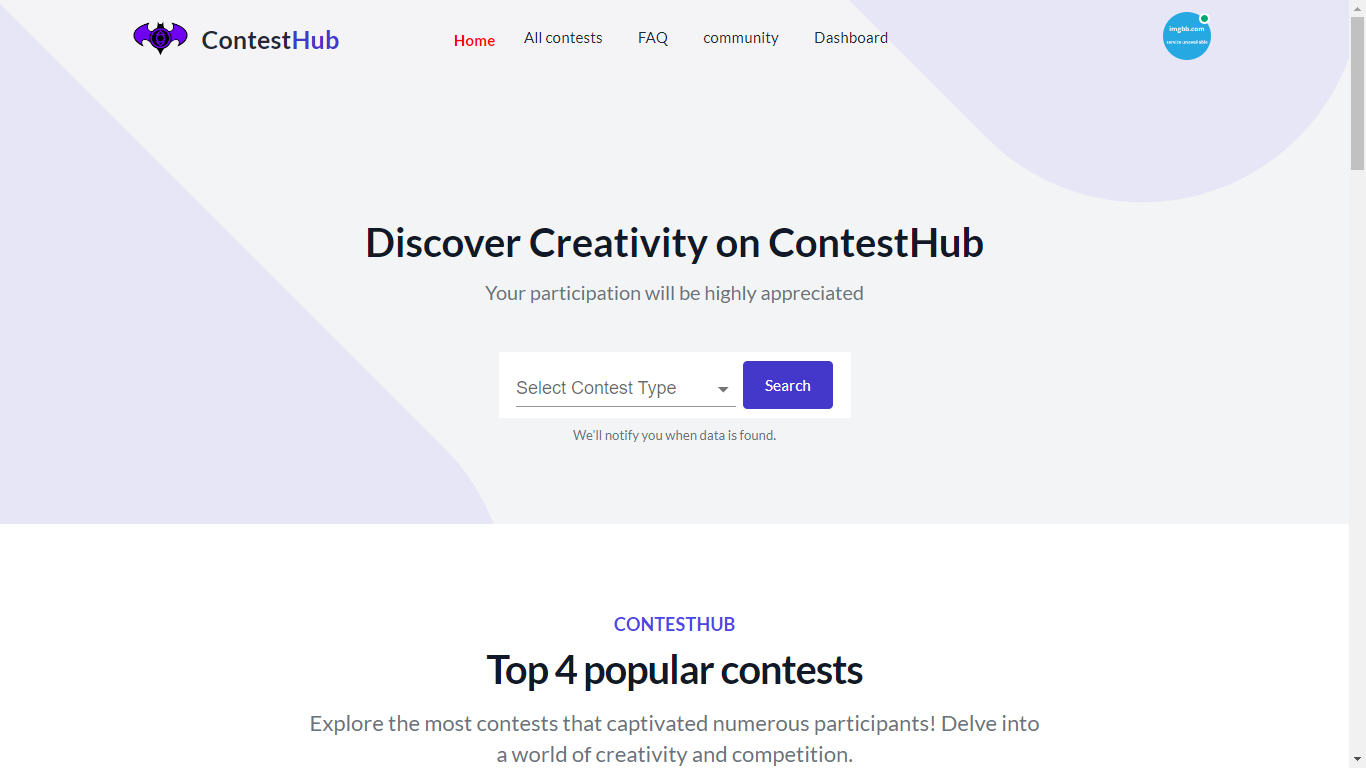 ContestHub
Home
All contests
FAQ
community
Dashboard
imgbb.com
service unavailable
Discover Creativity on ContestHub
Your participation will be highly appreciated
Select Contest Type
Search
We'll notify you when data is found.
CONTESTHUB
Top 4 popular contests
Explore the most contests that captivated numerous participants! Delve into
a world of creativity and competition.